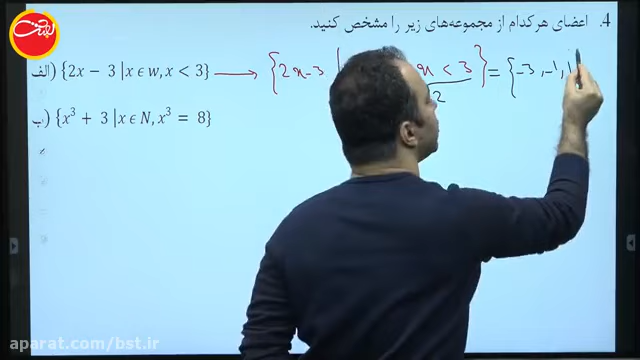 4. اعضای هرکدام از مجموعه‌های زیر را مشخص کنید.
الف) {2x − 3 | x ∈ w, x < 3} → {2x-3 | x < 3} = {-3, -1, 1
2
ب) {x³ + 3 | x ∈ N, x³ = 8}
aparat.com/bst.ir